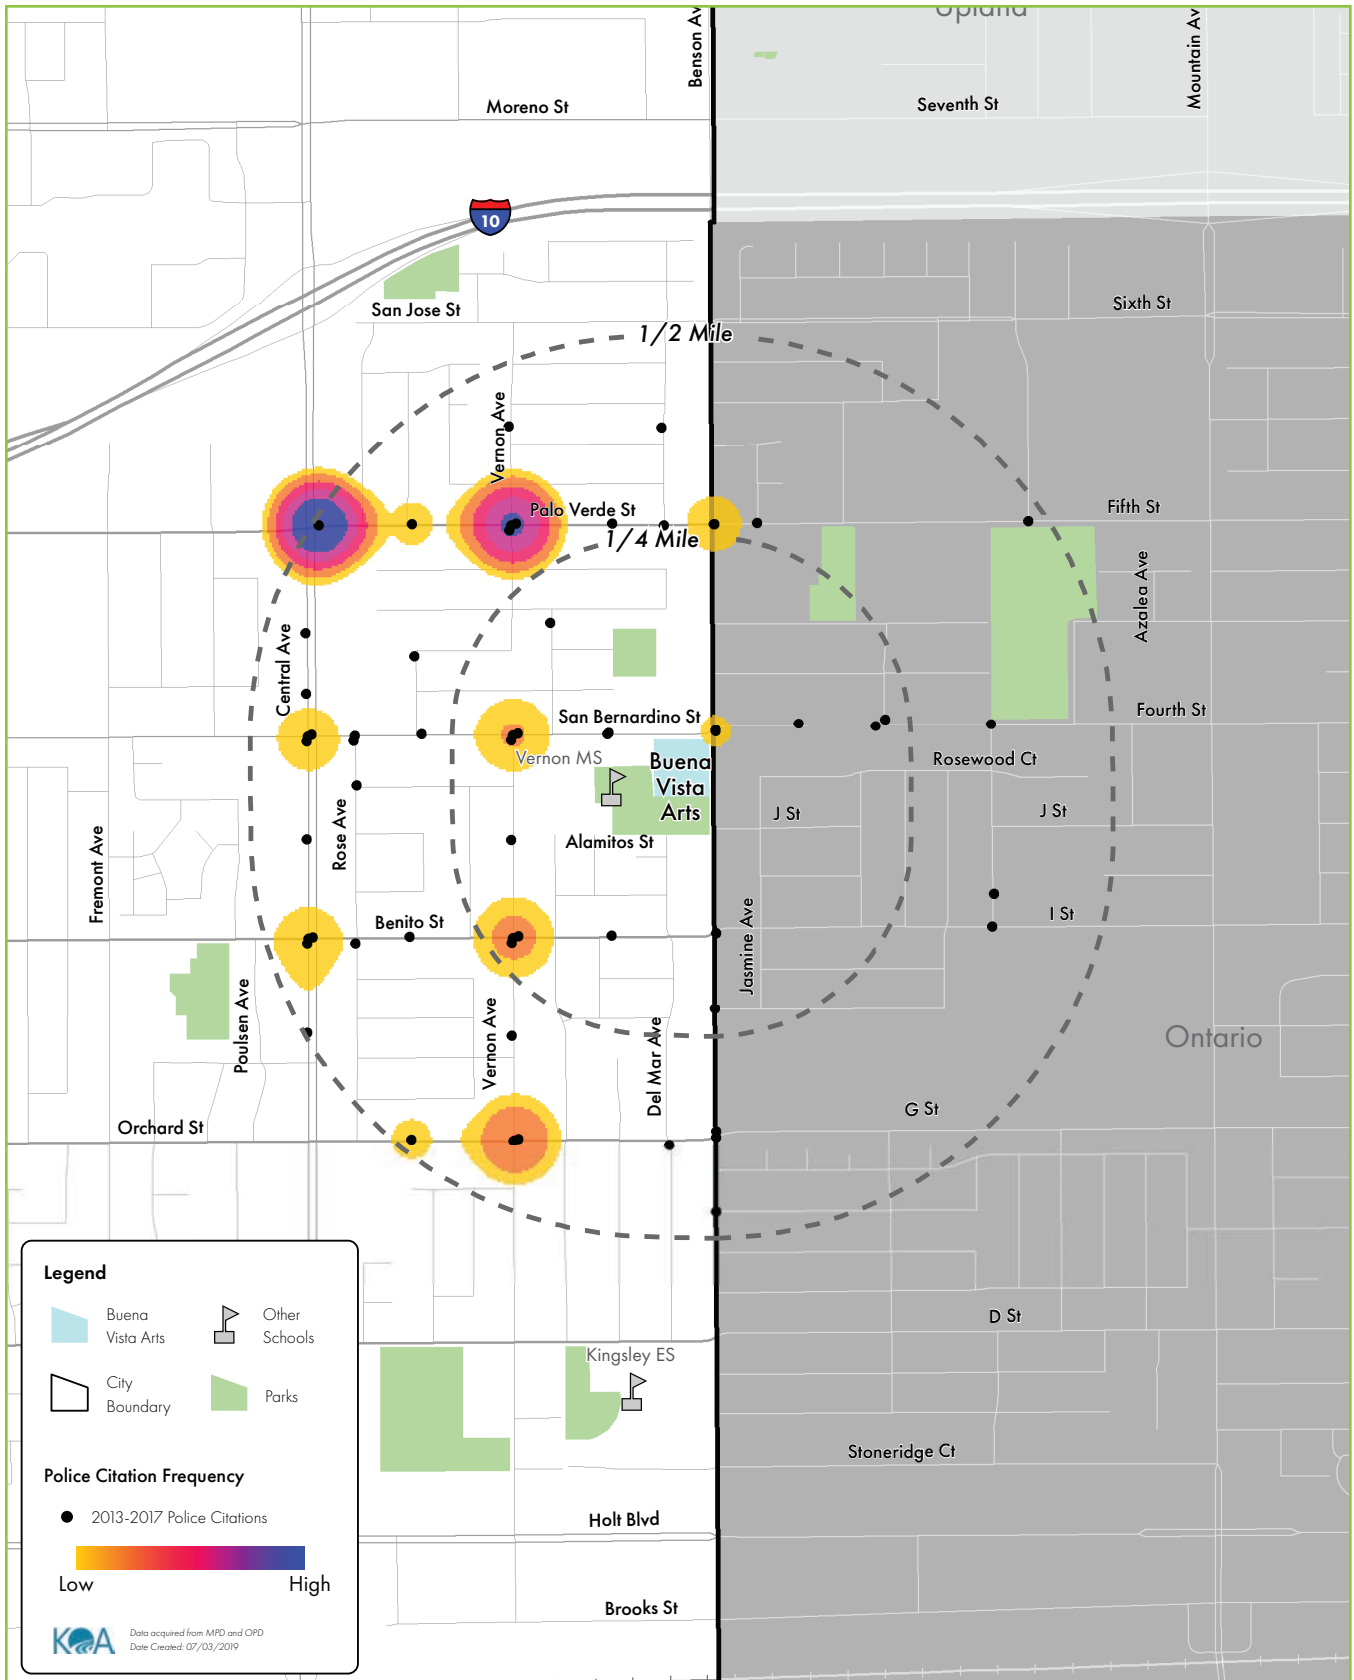 Upland
Benson Av
Mountain Av
Moreno St
Seventh St
10
San Jose St
Sixth St
1/2 Mile
Vernon Ave
Palo Verde St
Fifth St
1/4 Mile
Azalea Ave
Central Ave
San Bernardino St
Fourth St
Vernon MS
Buena
Vista
Arts
Rosewood Ct
J St
J St
Rose Ave
Fremont Ave
Alamitos St
Benito St
I St
Jasmine Ave
Poulsen Ave
Vernon Ave
Del Mar Ave
Ontario
Orchard St
G St
D St
Kingsley ES
Stoneridge Ct
Holt Blvd
Brooks St
Legend
Buena
Vista Arts
Other
Schools
City
Boundary
Parks
Police Citation Frequency
2013-2017 Police Citations
Low
High
KOA
Data acquired from MPD and OPD
Date Created: 07/03/2019